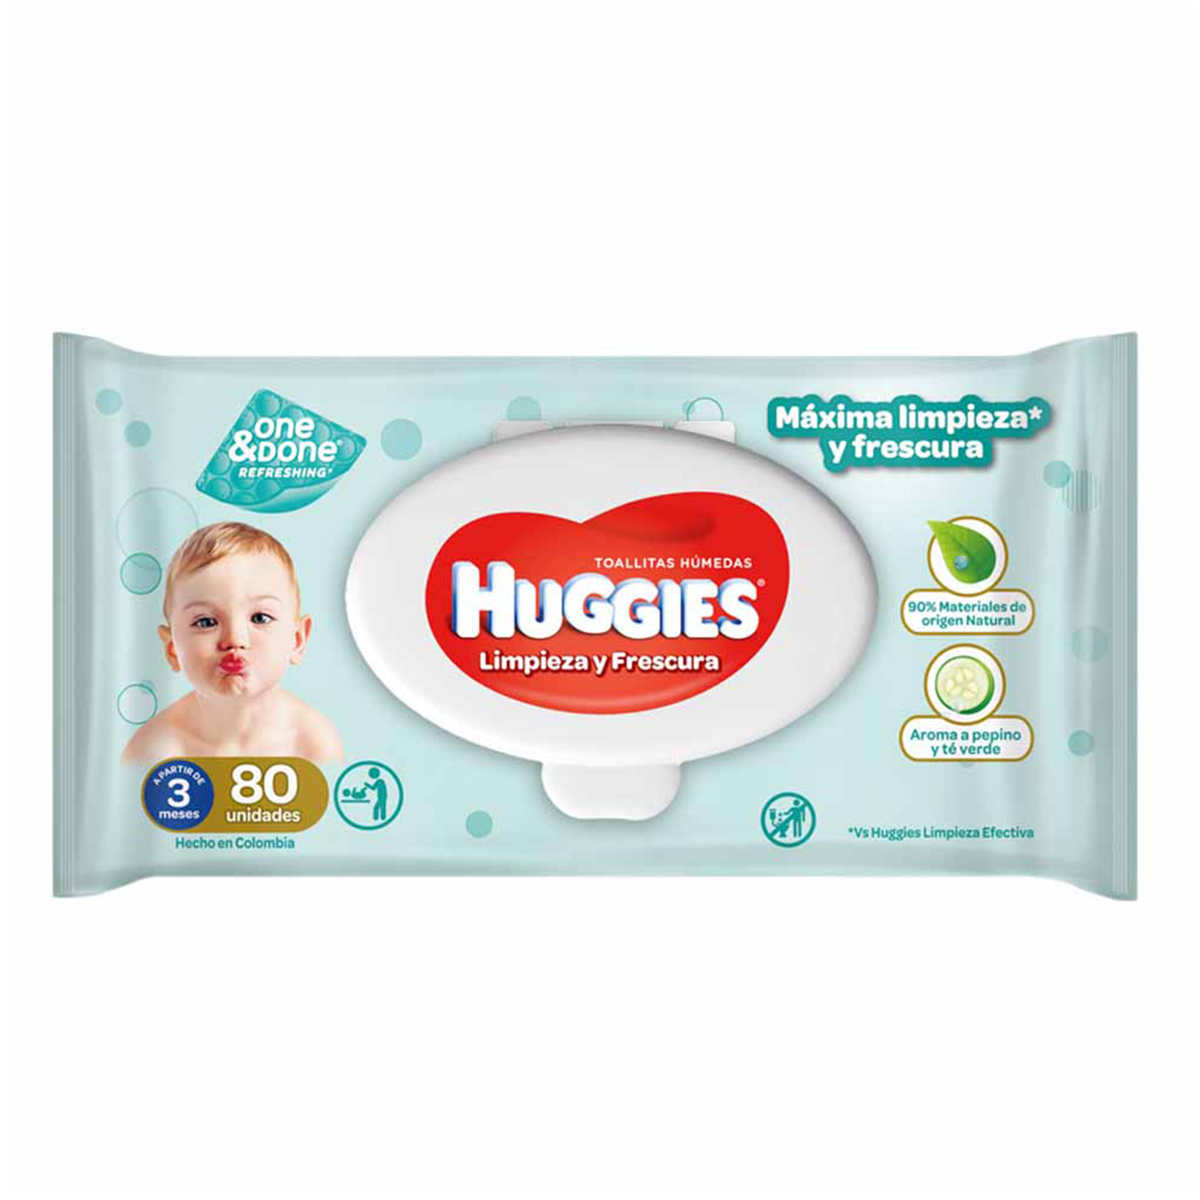 one
&DONE®
REFRESHING*
Máxima limpieza*
y frescura
TOALLITAS HÚMEDAS
HUGGIES®
Limpieza y Frescura
90% Materiales de
origen Natural
Aroma a pepino
y té verde
A PARTIR DE
3
meses
80
unidades
Hecho en Colombia
*Vs Huggies Limpieza Efectiva